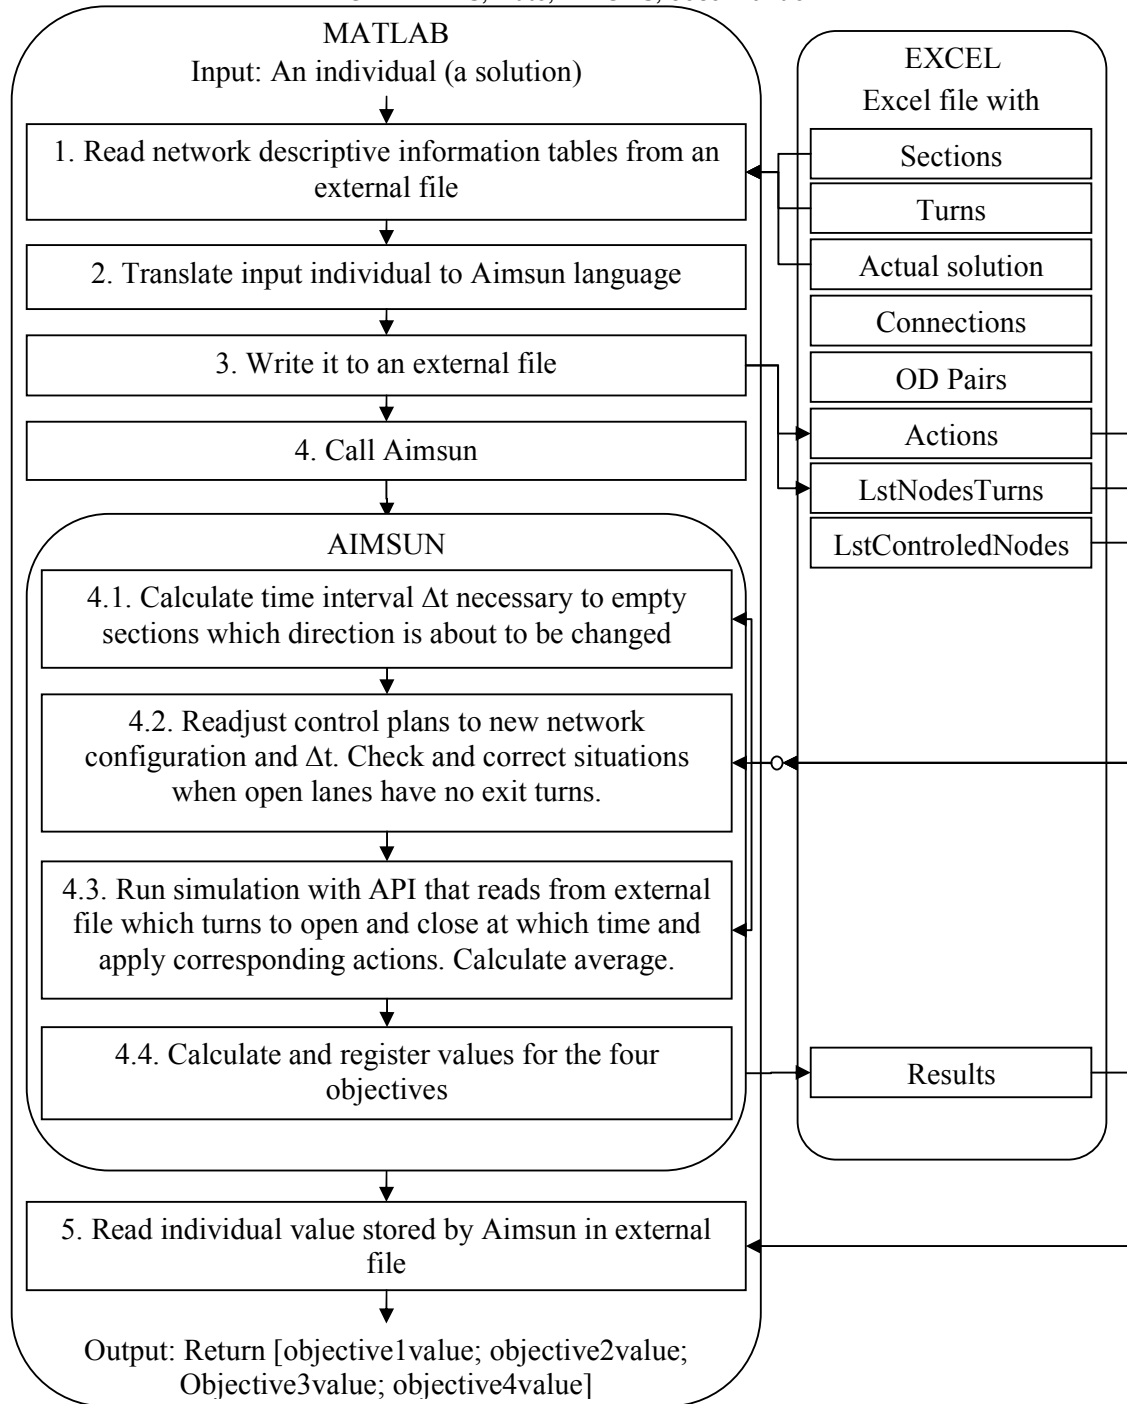 MATLAB
Input: An individual (a solution)
1. Read network descriptive information tables from an
external file
2. Translate input individual to Aimsun language
3. Write it to an external file
4. Call Aimsun
AIMSUN
4.1. Calculate time interval Δt necessary to empty
sections which direction is about to be changed
4.2. Readjust control plans to new network
configuration and Δt. Check and correct situations
when open lanes have no exit turns.
4.3. Run simulation with API that reads from external
file which turns to open and close at which time and
apply corresponding actions. Calculate average.
4.4. Calculate and register values for the four
objectives
5. Read individual value stored by Aimsun in external
file
Output: Return [objective1value; objective2value;
Objective3value; objective4value]
EXCEL
Excel file with
Sections
Turns
Actual solution
Connections
OD Pairs
Actions
LstNodesTurns
LstControledNodes
Results